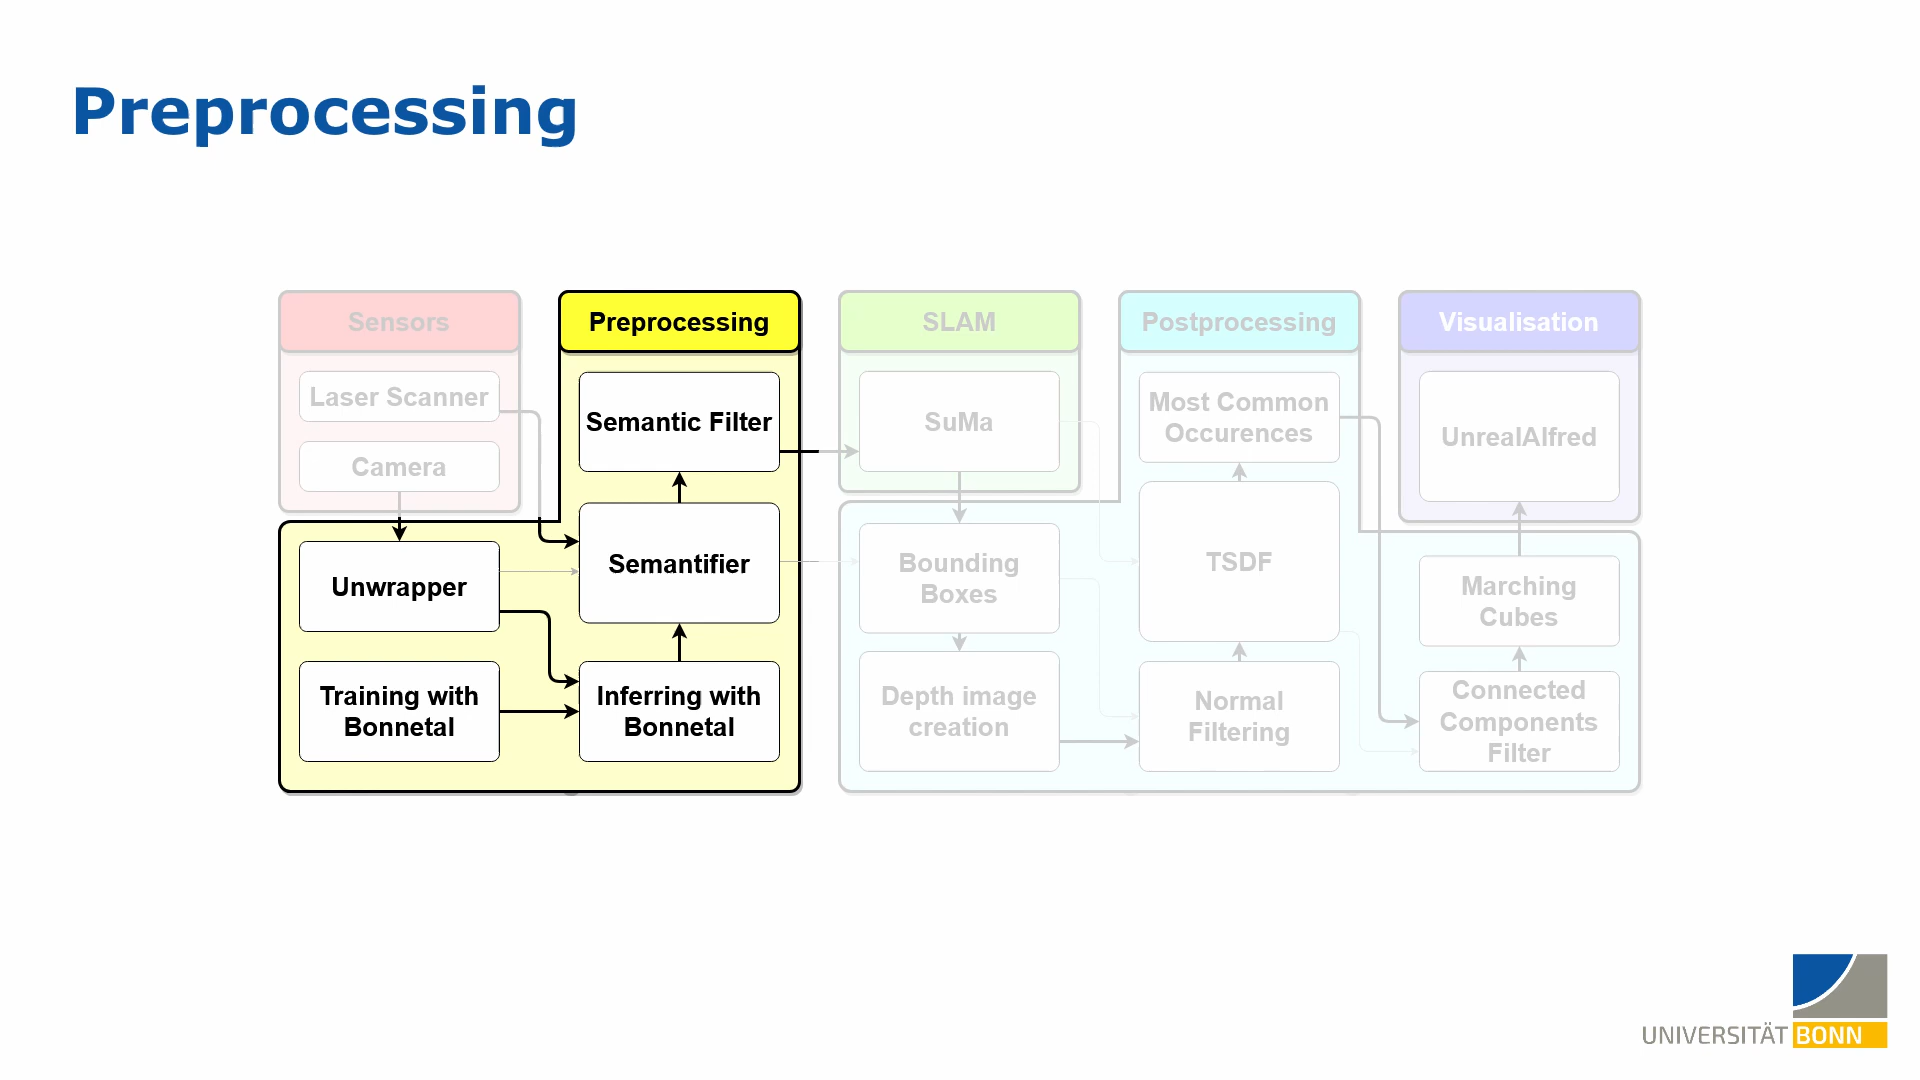 Preprocessing
Sensors
Laser Scanner
Camera
Preprocessing
Semantic Filter
Semantifier
Unwrapper
Training with
Bonnetal
Inferring with
Bonnetal
SLAM
SuMa
Bounding
Boxes
Depth image
creation
Postprocessing
Most Common
Occurences
TSDF
Normal
Filtering
Visualisation
UnrealAlfred
Marching
Cubes
Connected
Components
Filter
UNIVERSITÄT BONN